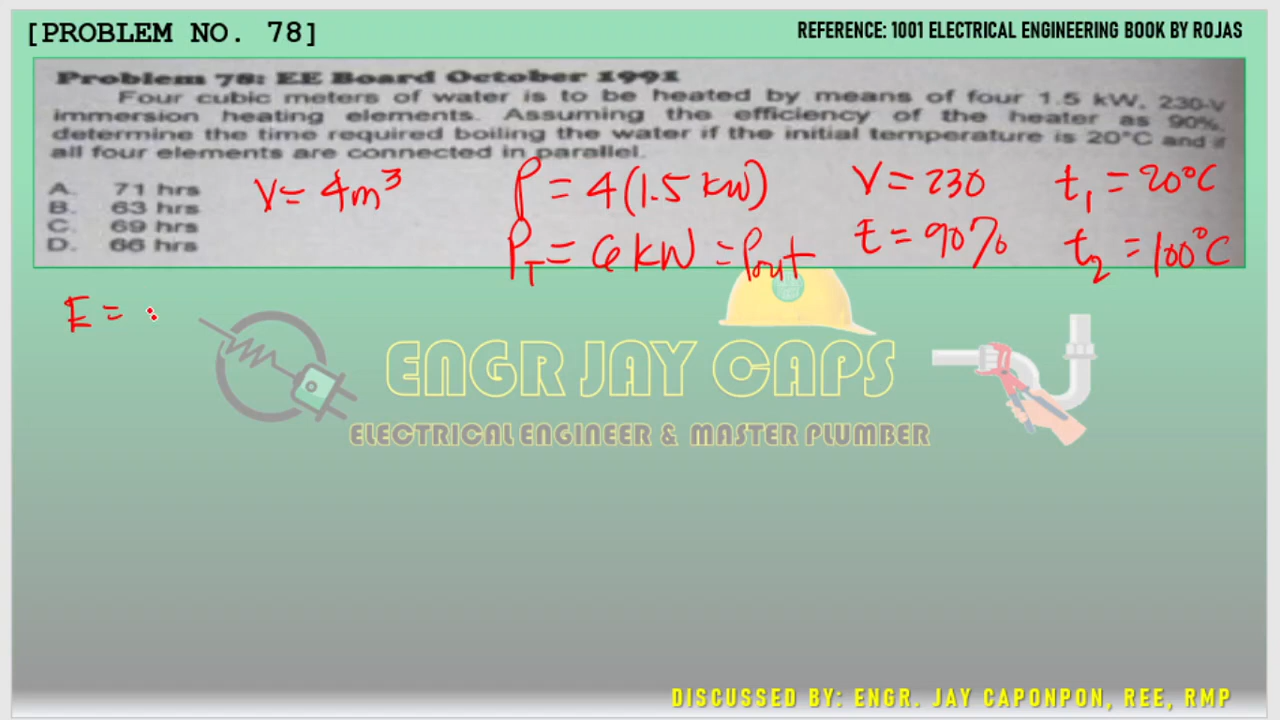 [PROBLEM NO. 78]
REFERENCE: 1001 ELECTRICAL ENGINEERING BOOK BY ROJAS
Problem 78: EE Board October 1991
Four cubic meters of water is to be heated by means of four 1.5 kW, 230-V
immersion heating elements. Assuming the efficiency of the heater as 90%,
determine the time required boiling the water if the initial temperature is 20°C and if
all four elements are connected in parallel.
A. 71 hrs
B. 63 hrs
C. 69 hrs
D. 66 hrs
V = 4m³
P = 4(1.5 kW)
P_T = 6 kW = Pout
V = 230
E = 90%
t₁ = 20°C
t₂ = 100°C
E =
ENGR JAY CAPS
ELECTRICAL ENGINEER & MASTER PLUMBER
DISCUSSED BY: ENGR. JAY CAPONPON, REE, RMP